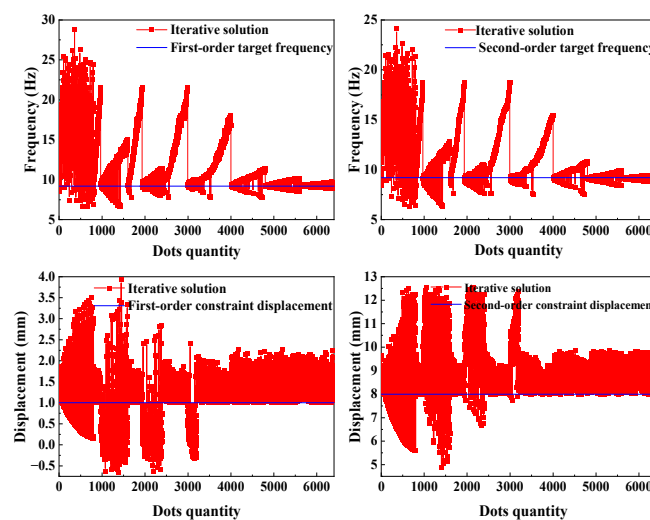 30
25
20
15
10
5
Frequency (Hz)
Iterative solution
First-order target frequency
0 1000 2000 3000 4000 5000 6000
Dots quantity
25
20
15
10
5
Frequency (Hz)
Iterative solution
Second-order target frequency
0 1000 2000 3000 4000 5000 6000
Dots quantity
4.0
3.5
3.0
2.5
2.0
1.5
1.0
0.5
0.0
−0.5
Displacement (mm)
Iterative solution
First-order constraint displacement
0 1000 2000 3000 4000 5000 6000
Dots quantity
13
12
11
10
9
8
7
6
5
Displacement (mm)
Iterative solution
Second-order constraint displacement
0 1000 2000 3000 4000 5000 6000
Dots quantity